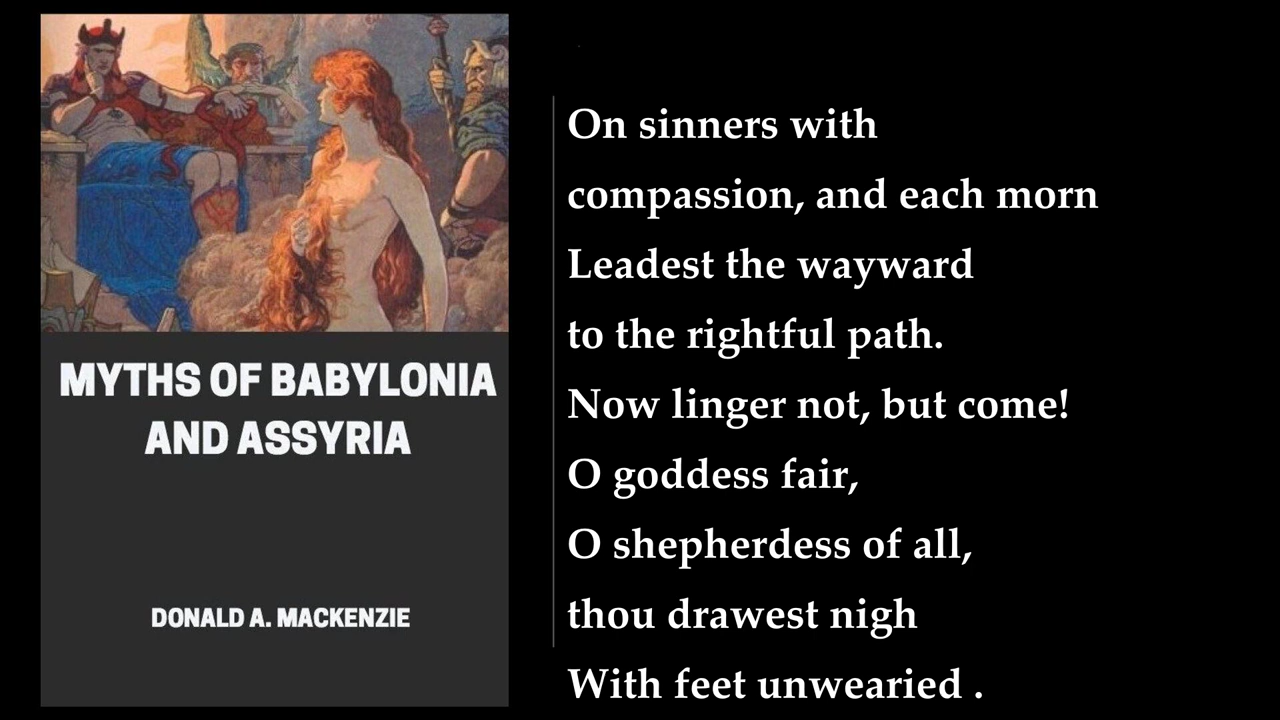 MYTHS OF BABYLONIA
AND ASSYRIA
DONALD A. MACKENZIE
On sinners with
compassion, and each morn
Leadest the wayward
to the rightful path.
Now linger not, but come!
O goddess fair,
O shepherdess of all,
thou drawest nigh
With feet unwearied .